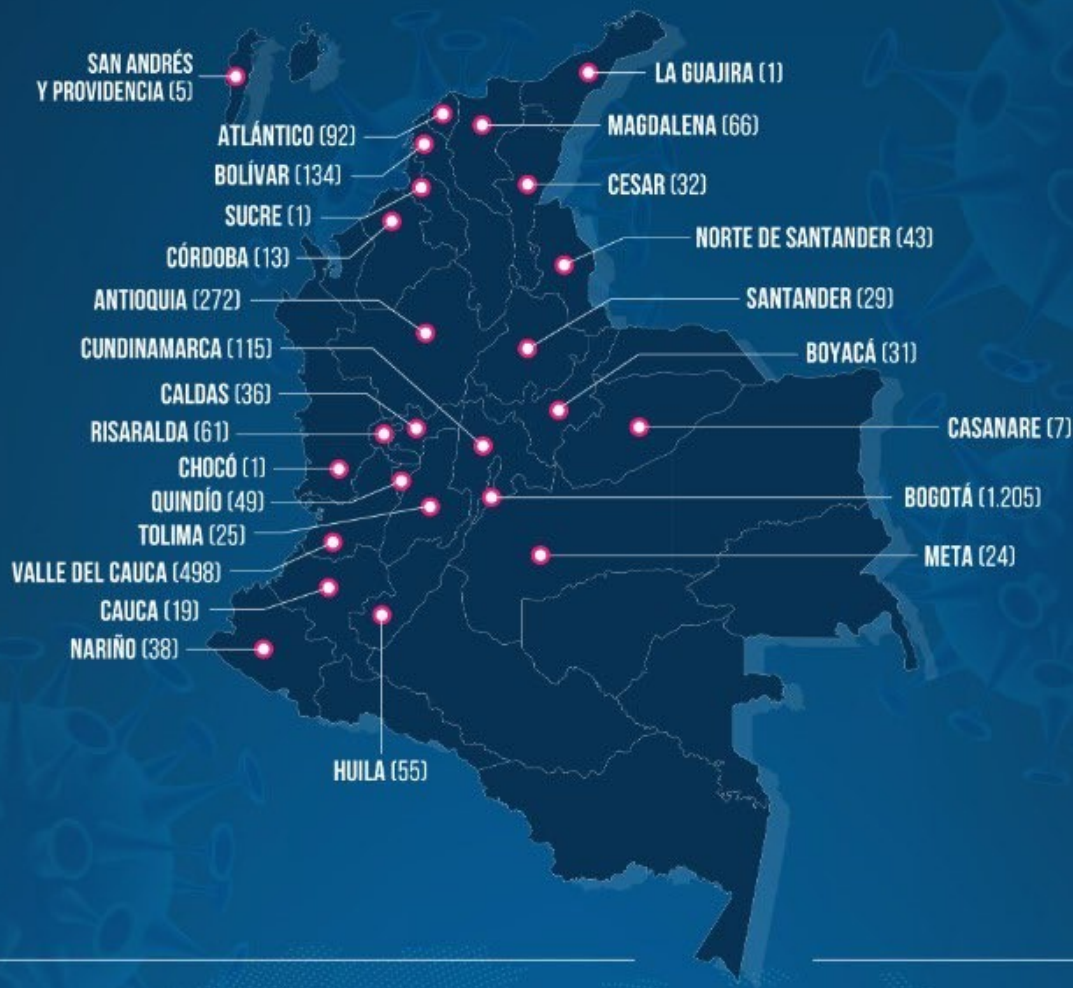 SAN ANDRÉS
Y PROVIDENCIA (5)
ATLÁNTICO (92)
BOLÍVAR (134)
SUCRE (1)
CÓRDOBA (13)
ANTIOQUIA (272)
CUNDINAMARCA (115)
CALDAS (36)
RISARALDA (61)
CHOCÓ (1)
QUINDÍO (49)
TOLIMA (25)
VALLE DEL CAUCA (498)
CAUCA (19)
NARIÑO (38)
HUILA (55)
LA GUAJIRA (1)
MAGDALENA (66)
CESAR (32)
NORTE DE SANTANDER (43)
SANTANDER (29)
BOYACÁ (31)
CASANARE (7)
BOGOTÁ (1.205)
META (24)